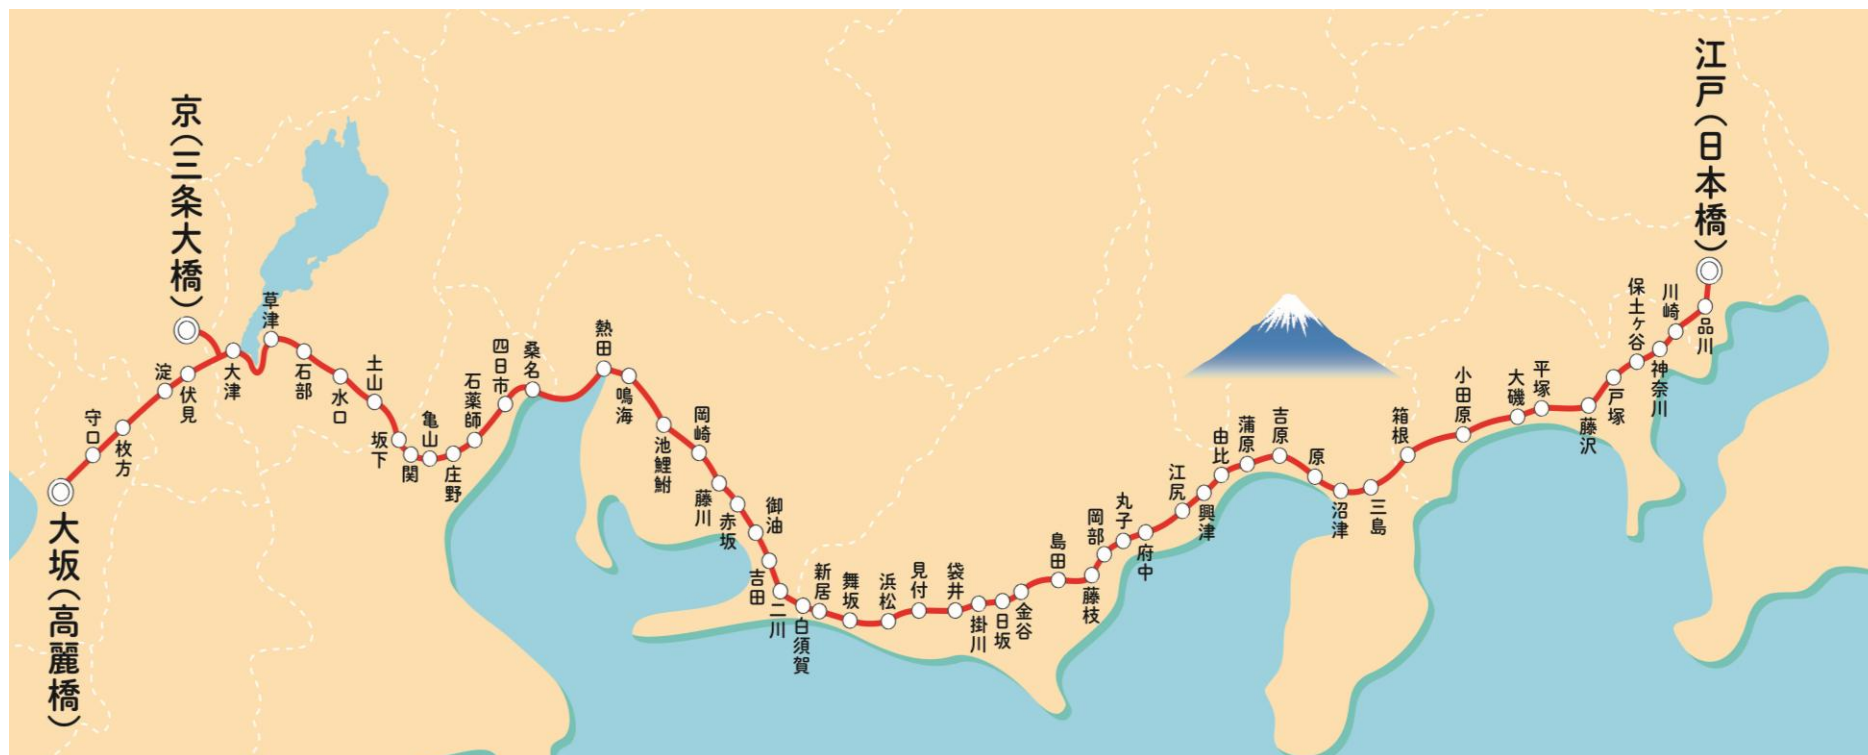 江戸（日本橋）
品川
川崎
神奈川
保土ヶ谷
戸塚
藤沢
平塚
大磯
小田原
箱根
三島
沼津
原
吉原
蒲原
由比
興津
江尻
府中
丸子
岡部
藤枝
島田
金谷
日坂
掛川
袋井
見付
浜松
舞坂
新居
白須賀
二川
吉田
御油
赤坂
藤川
岡崎
池鯉鮒
鳴海
熱田
桑名
四日市
石薬師
庄野
亀山
関
坂下
土山
水口
石部
草津
大津
京（三条大橋）
伏見
淀
枚方
守口
大坂（高麗橋）